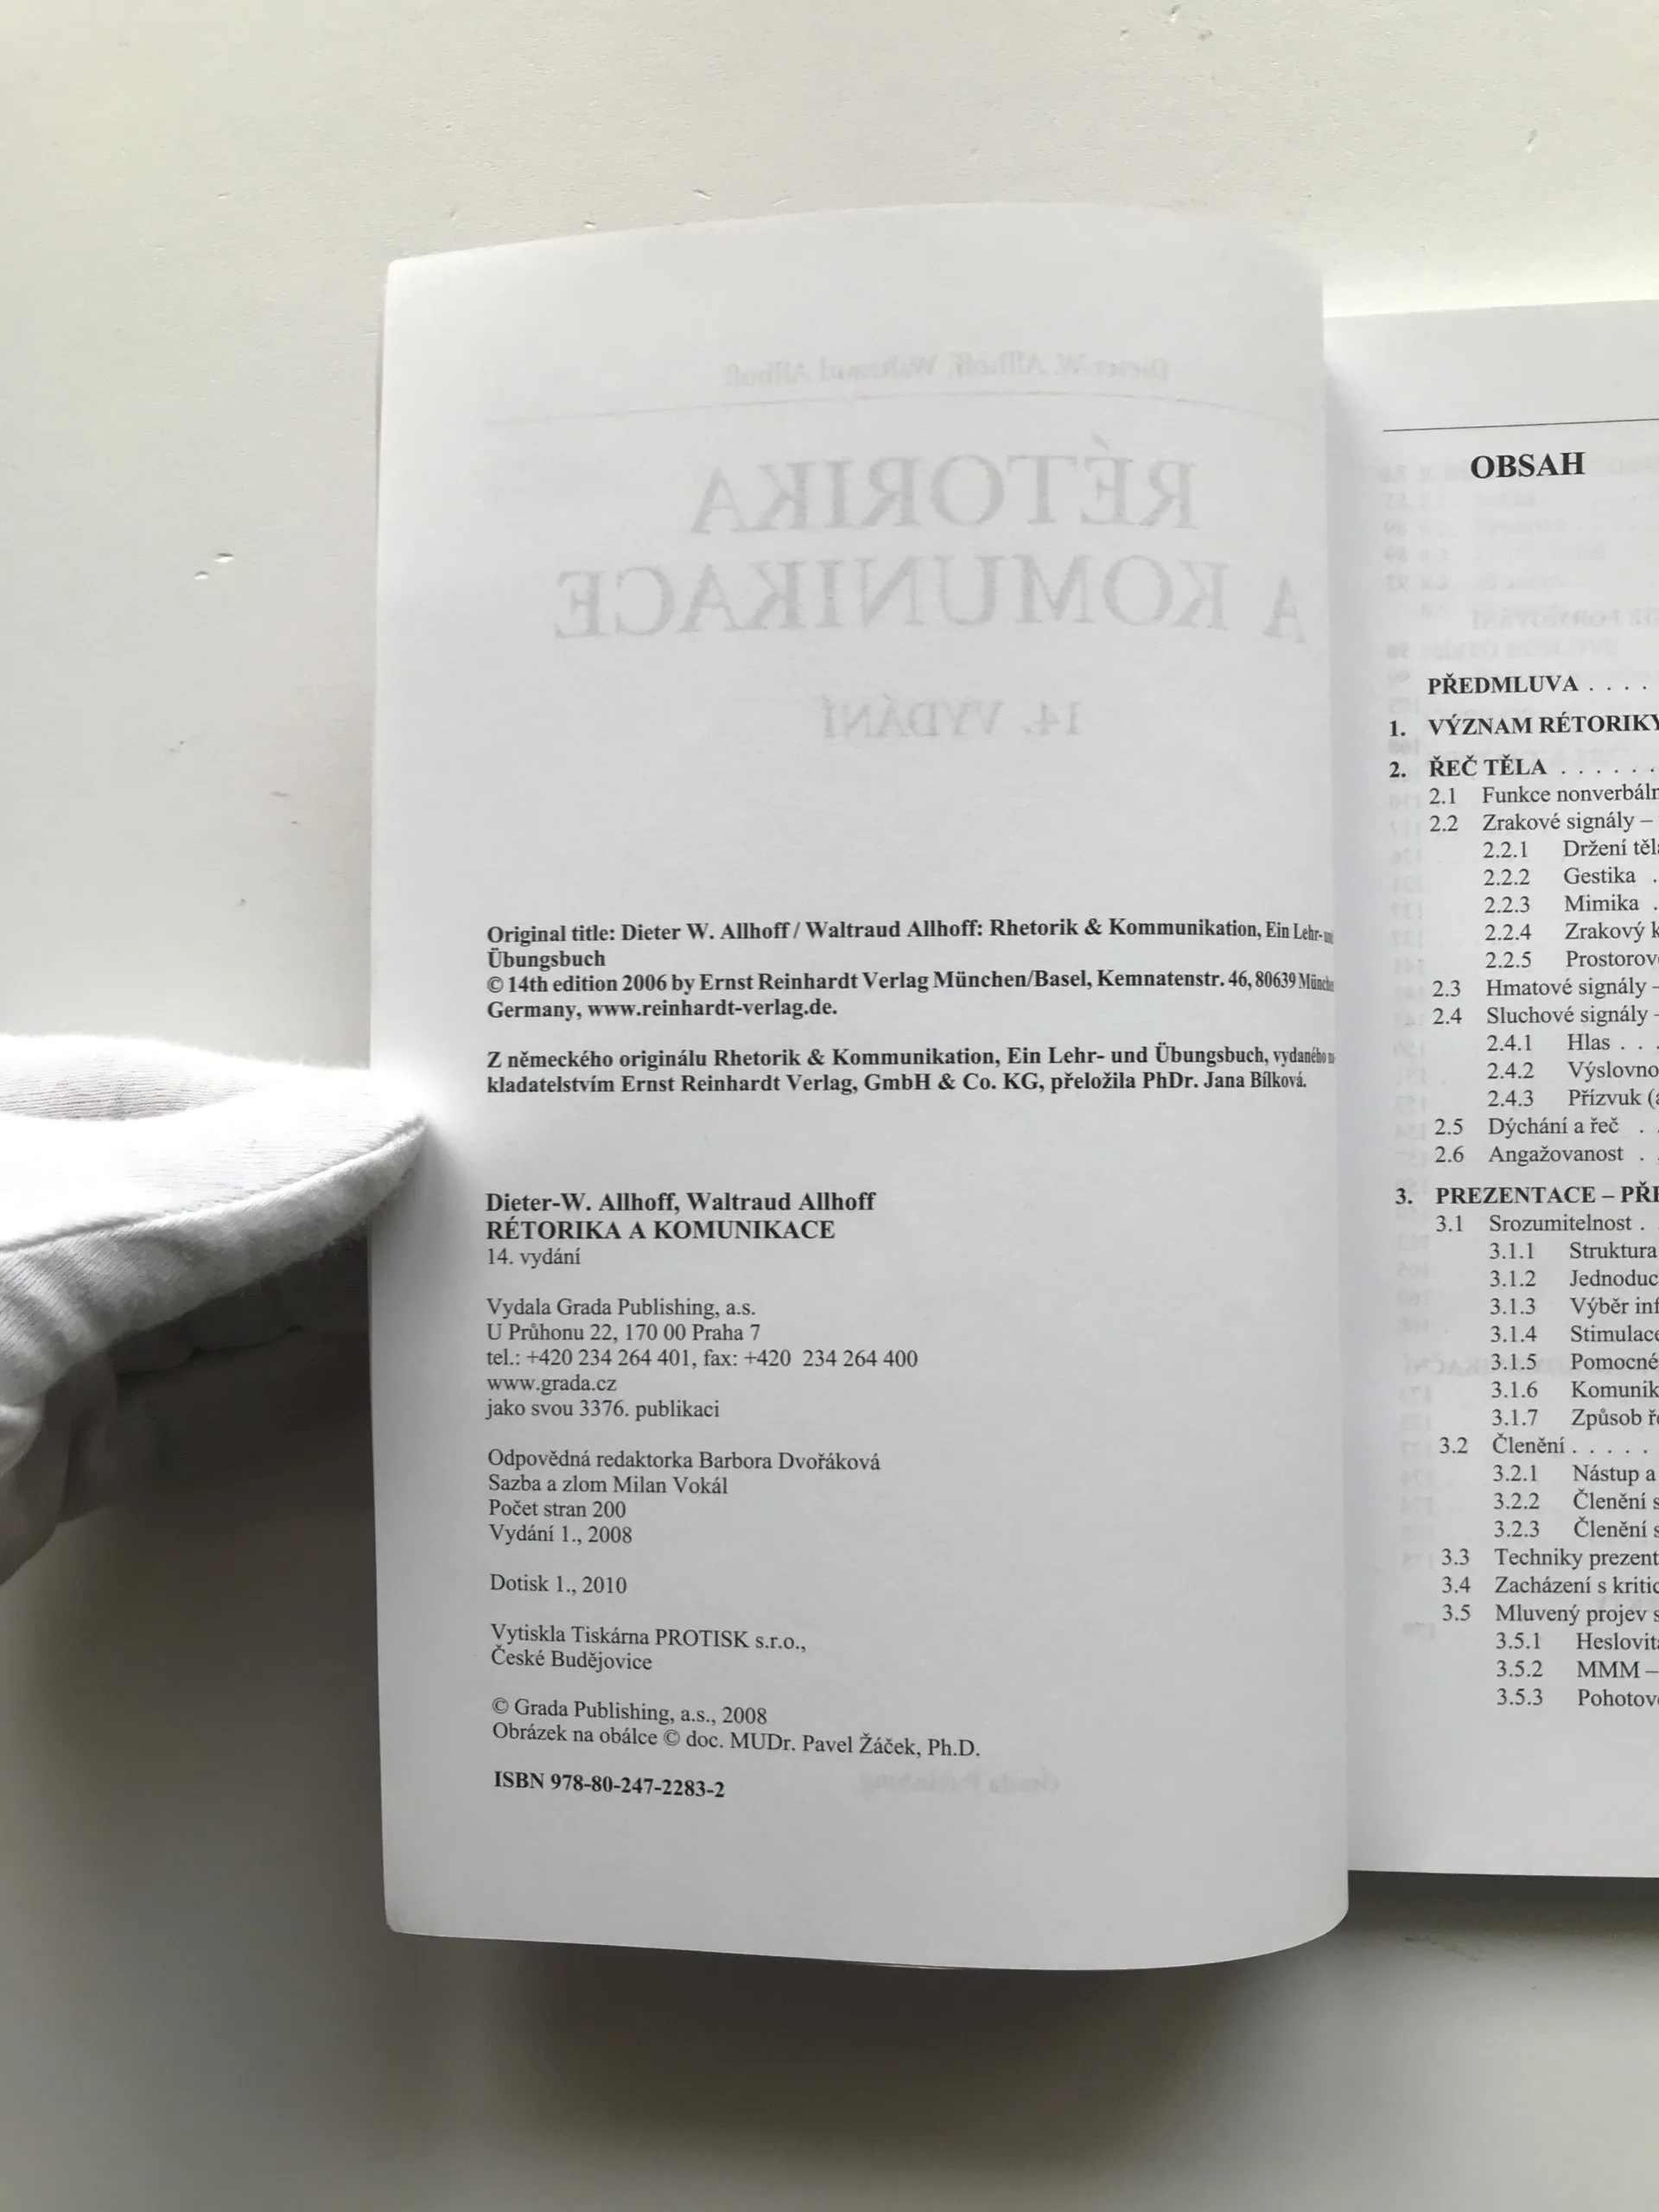 Original title: Dieter W. Allhoff / Waltraud Allhoff: Rhetorik & Kommunikation, Ein Lehr-
Übungsbuch
© 14th edition 2006 by Ernst Reinhardt Verlag München/Basel, Kemnatenstr. 46, 80639
Germany, www.reinhardt-verlag.de.
Z německého originálu Rhetorik & Kommunikation, Ein Lehr- und Übungsbuch, vydaného
kladatelstvím Ernst Reinhardt Verlag, GmbH & Co. KG, přeložila PhDr. Jana Bílková.
Dieter-W. Allhoff, Waltraud Allhoff
RÉTORIKA A KOMUNIKACE
14. vydání
Vydala Grada Publishing, a.s.
U Průhonu 22, 170 00 Praha 7
tel.: +420 234 264 401, fax: +420 234 264 400
www.grada.cz
jako svou 3376. publikaci
Odpovědná redaktorka Barbora Dvořáková
Sazba a zlom Milan Vokál
Počet stran 200
Vydání 1., 2008
Dotisk 1., 2010
Vytiskla Tiskárna PROTISK s.r.o.,
České Budějovice
© Grada Publishing, a.s., 2008
Obrázek na obálce © doc. MUDr. Pavel Žáček, Ph.D.
ISBN 978-80-247-2283-2
OBSAH
PŘEDMLUVA . . . .
1. VÝZNAM RÉTORIKY
2. ŘEČ TĚLA . . . . . .
2.1 Funkce nonverbáln
2.2 Zrakové signály –
2.2.1 Držení těl
2.2.2 Gestika .
2.2.3 Mimika .
2.2.4 Zrakový k
2.2.5 Prostorov
2.3 Hmatové signály –
2.4 Sluchové signály –
2.4.1 Hlas . . .
2.4.2 Výslovno
2.4.3 Přízvuk (
2.5 Dýchání a řeč . .
2.6 Angažovanost . .
3. PREZENTACE – PŘE
3.1 Srozumitelnost . .
3.1.1 Struktura
3.1.2 Jednoduc
3.1.3 Výběr inf
3.1.4 Stimulace
3.1.5 Pomocné
3.1.6 Komunik
3.1.7 Způsob ř
3.2 Členění . . . . .
3.2.1 Nástup a
3.2.2 Členění s
3.2.3 Členění s
3.3 Techniky prezent
3.4 Zacházení s kritic
3.5 Mluvený projev s
3.5.1 Heslovit
3.5.2 MMM –
3.5.3 Pohotov